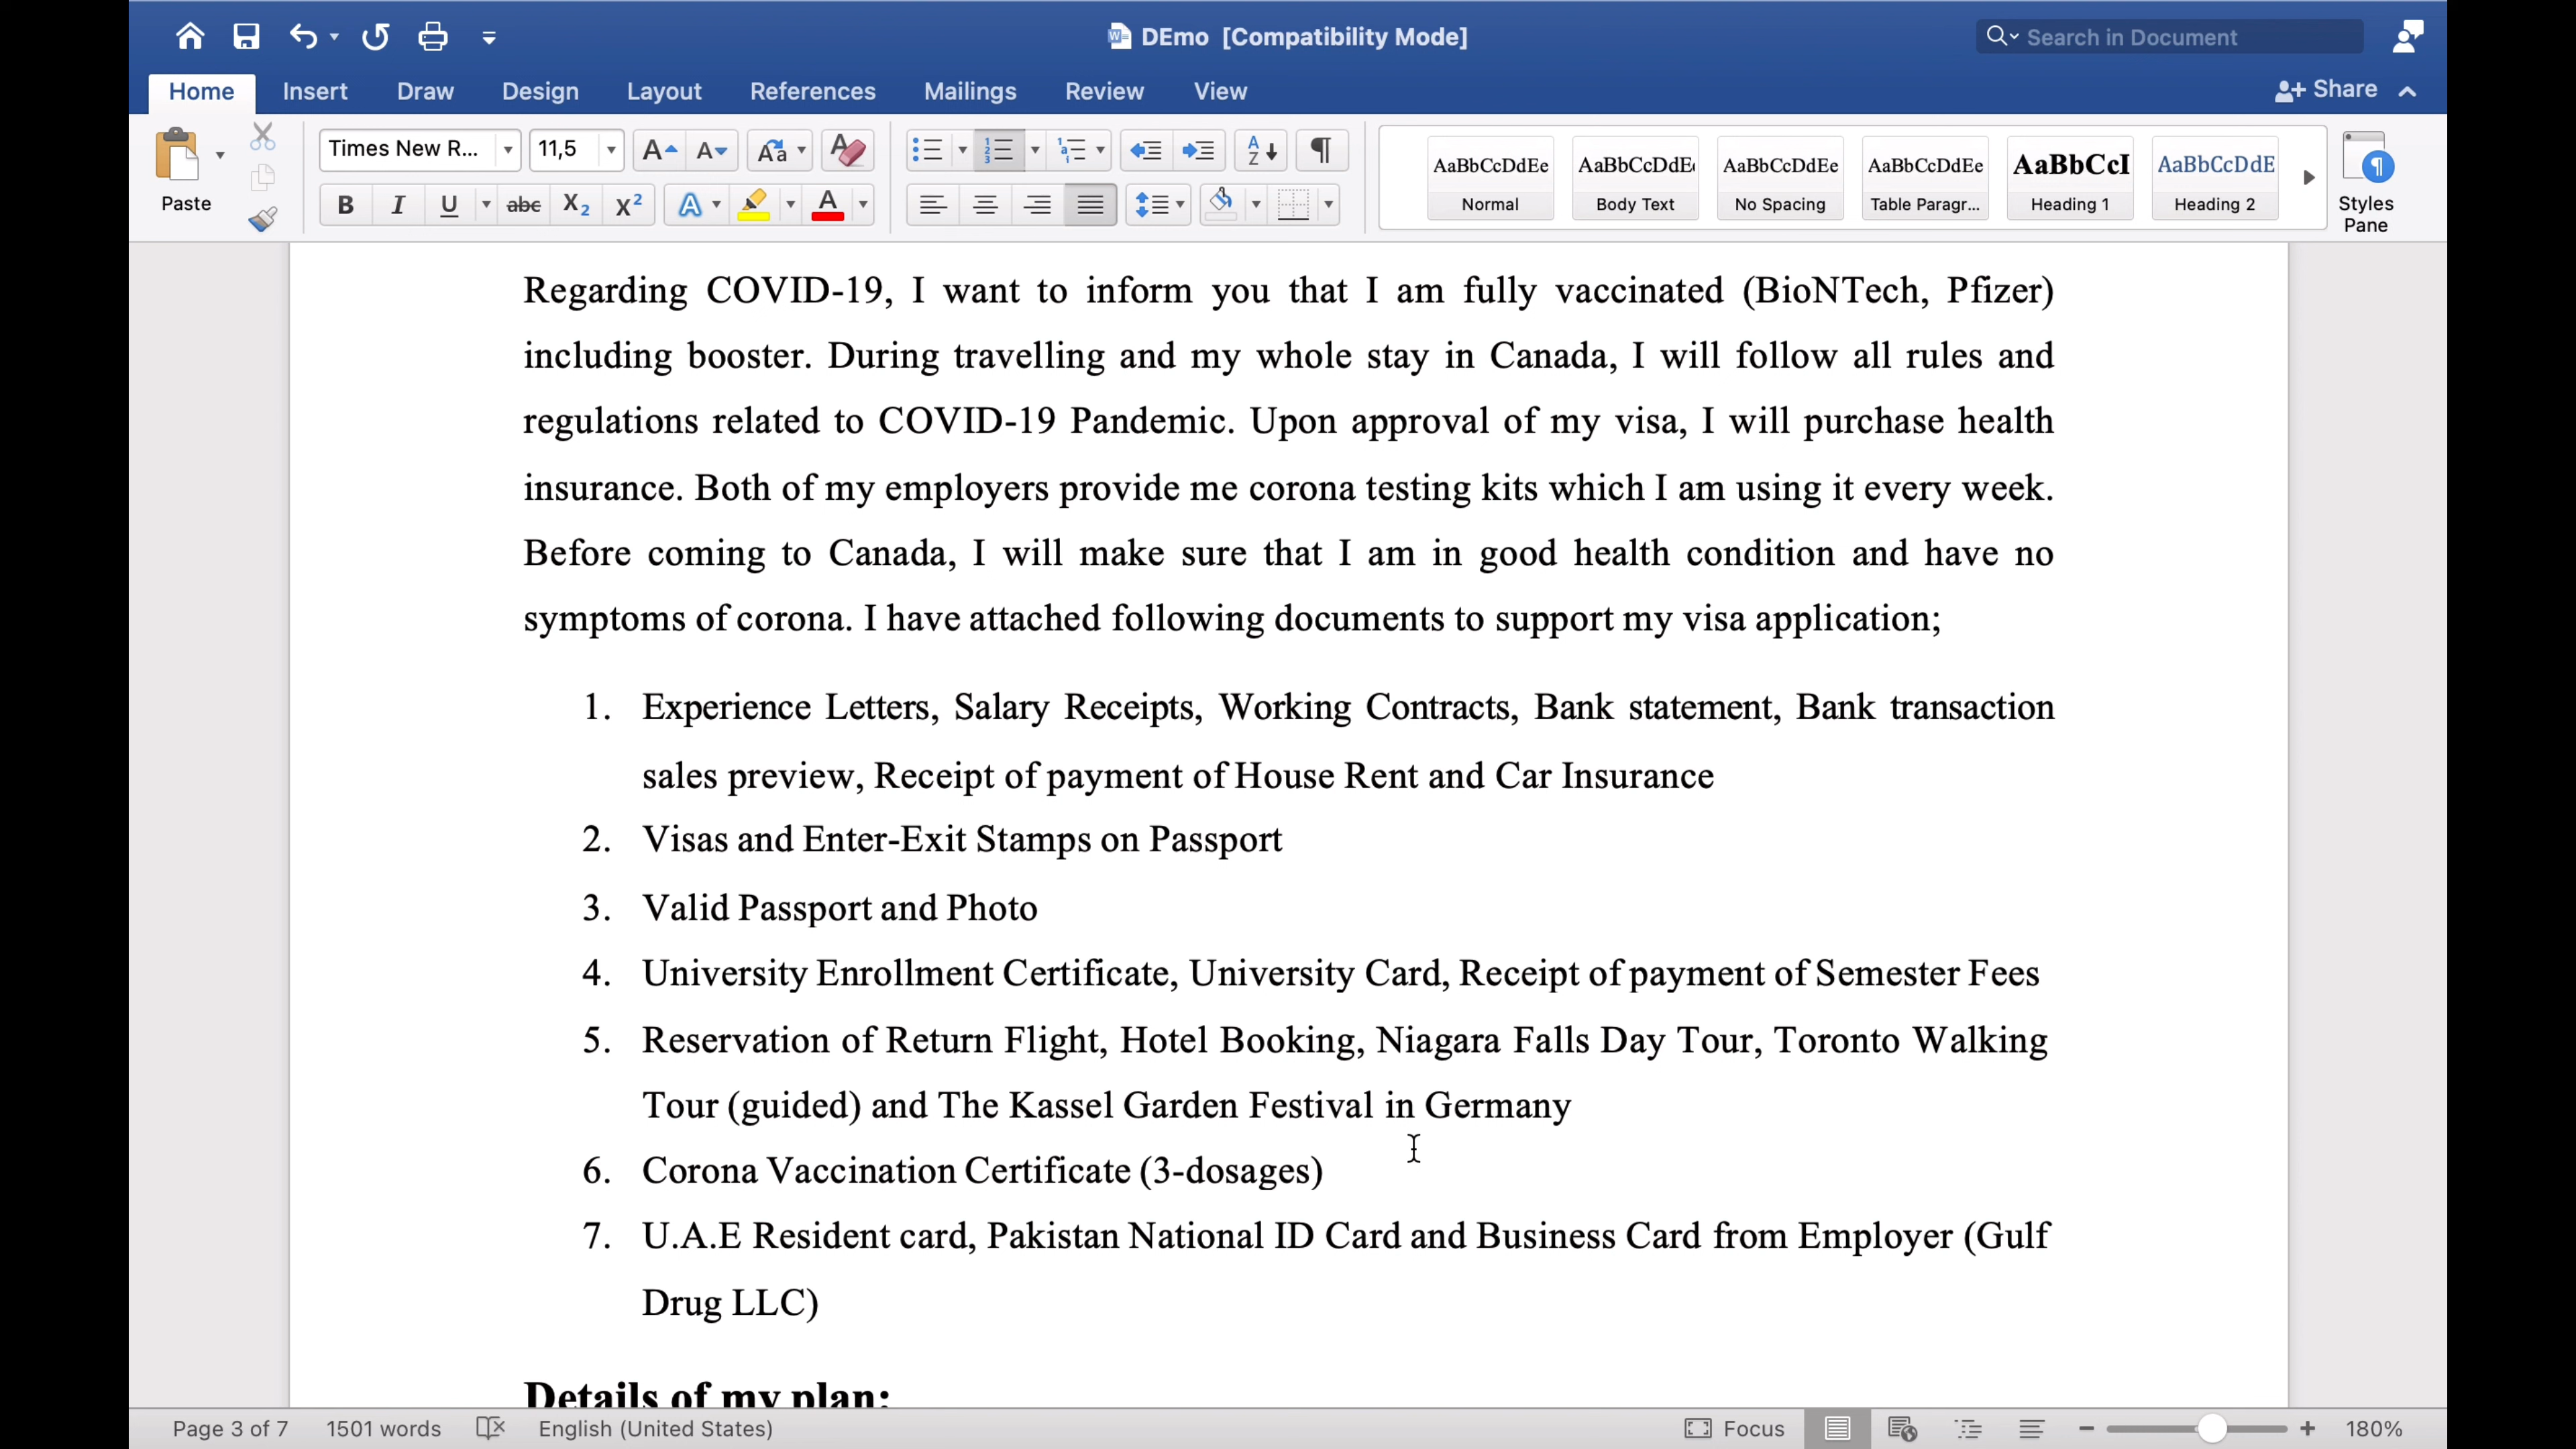 DEmo [Compatibility Mode]
Search in Document
Home Insert Draw Design Layout References Mailings Review View
Share
Paste
Times New R... 11,5
AaBbCcDdEe AaBbCcDdEe AaBbCcDdEe AaBbCcDdEe AaBbCcI AaBbCcDdE
Normal Body Text No Spacing Table Paragr... Heading 1 Heading 2
Styles
Pane
Regarding COVID-19, I want to inform you that I am fully vaccinated (BioNTech, Pfizer)
including booster. During travelling and my whole stay in Canada, I will follow all rules and
regulations related to COVID-19 Pandemic. Upon approval of my visa, I will purchase health
insurance. Both of my employers provide me corona testing kits which I am using it every week.
Before coming to Canada, I will make sure that I am in good health condition and have no
symptoms of corona. I have attached following documents to support my visa application;
1. Experience Letters, Salary Receipts, Working Contracts, Bank statement, Bank transaction
sales preview, Receipt of payment of House Rent and Car Insurance
2. Visas and Enter-Exit Stamps on Passport
3. Valid Passport and Photo
4. University Enrollment Certificate, University Card, Receipt of payment of Semester Fees
5. Reservation of Return Flight, Hotel Booking, Niagara Falls Day Tour, Toronto Walking
Tour (guided) and The Kassel Garden Festival in Germany
6. Corona Vaccination Certificate (3-dosages)
7. U.A.E Resident card, Pakistan National ID Card and Business Card from Employer (Gulf
Drug LLC)
Details of my plan:
Page 3 of 7 1501 words English (United States) Focus 180%